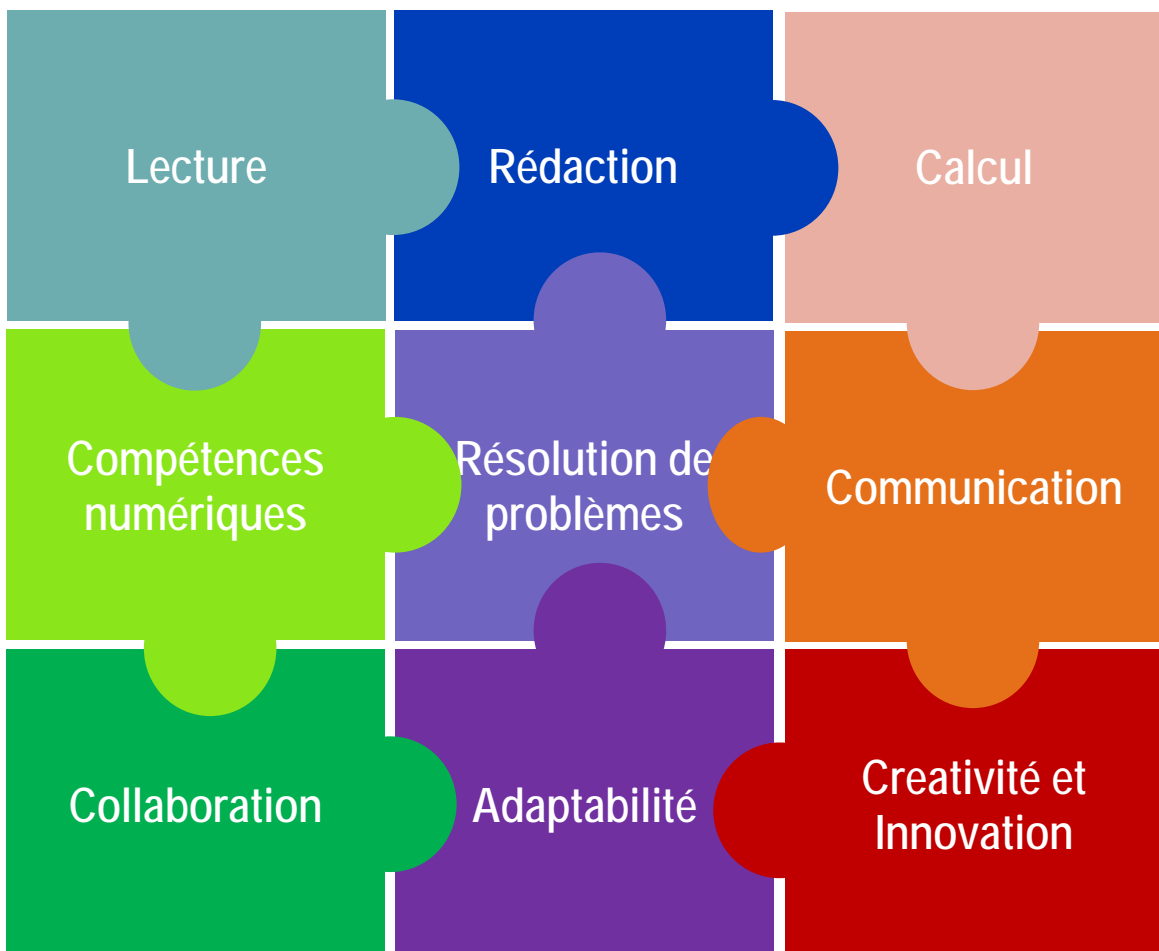 Lecture
Rédaction
Calcul
Compétences
numériques
Résolution de
problèmes
Communication
Collaboration
Adaptabilité
Creativité et
Innovation